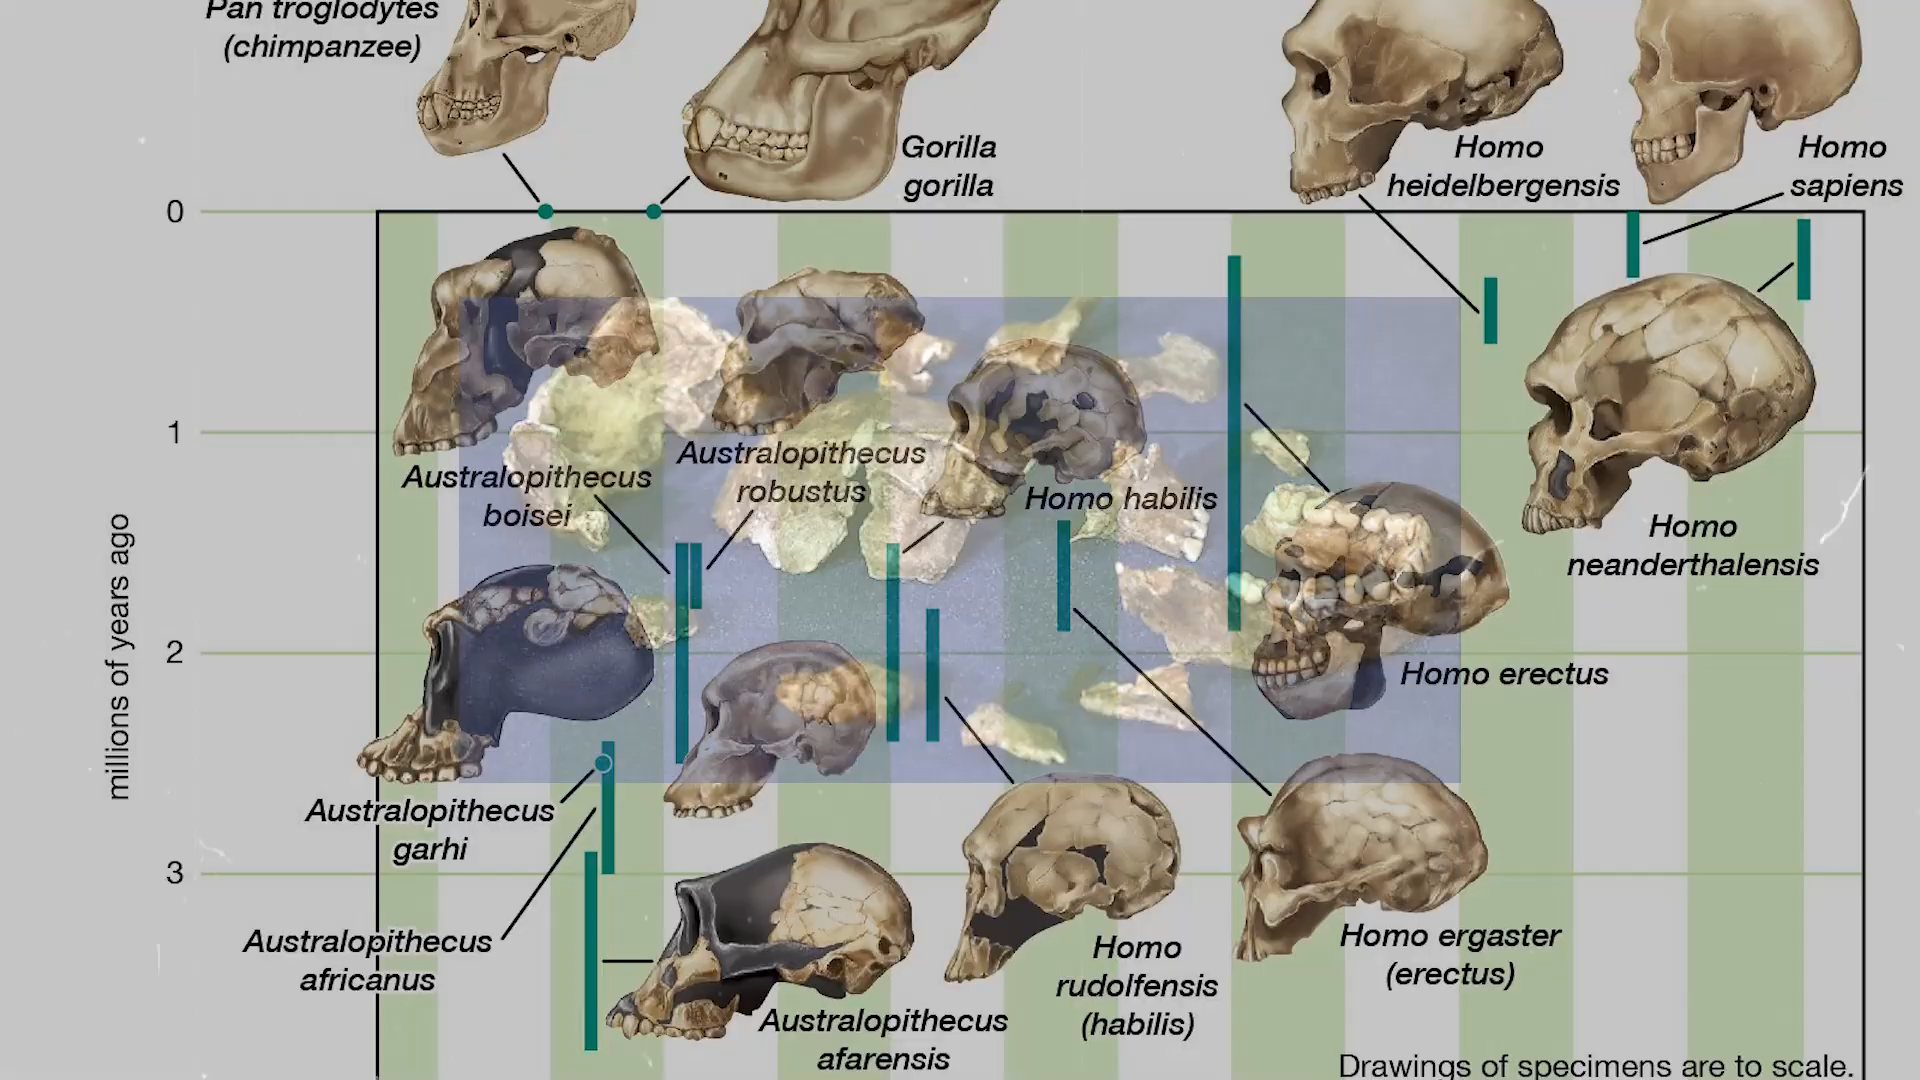 Pan troglodytes
(chimpanzee)
Gorilla
gorilla
Homo
heidelbergensis
Homo
sapiens
0
1
Australopithecus
boisei
Australopithecus
robustus
Homo habilis
Homo
neanderthalensis
millions of years ago
2
Homo erectus
Australopithecus
garhi
3
Australopithecus
africanus
Homo
rudolfensis
(habilis)
Homo ergaster
(erectus)
Australopithecus
afarensis
Drawings of specimens are to scale.